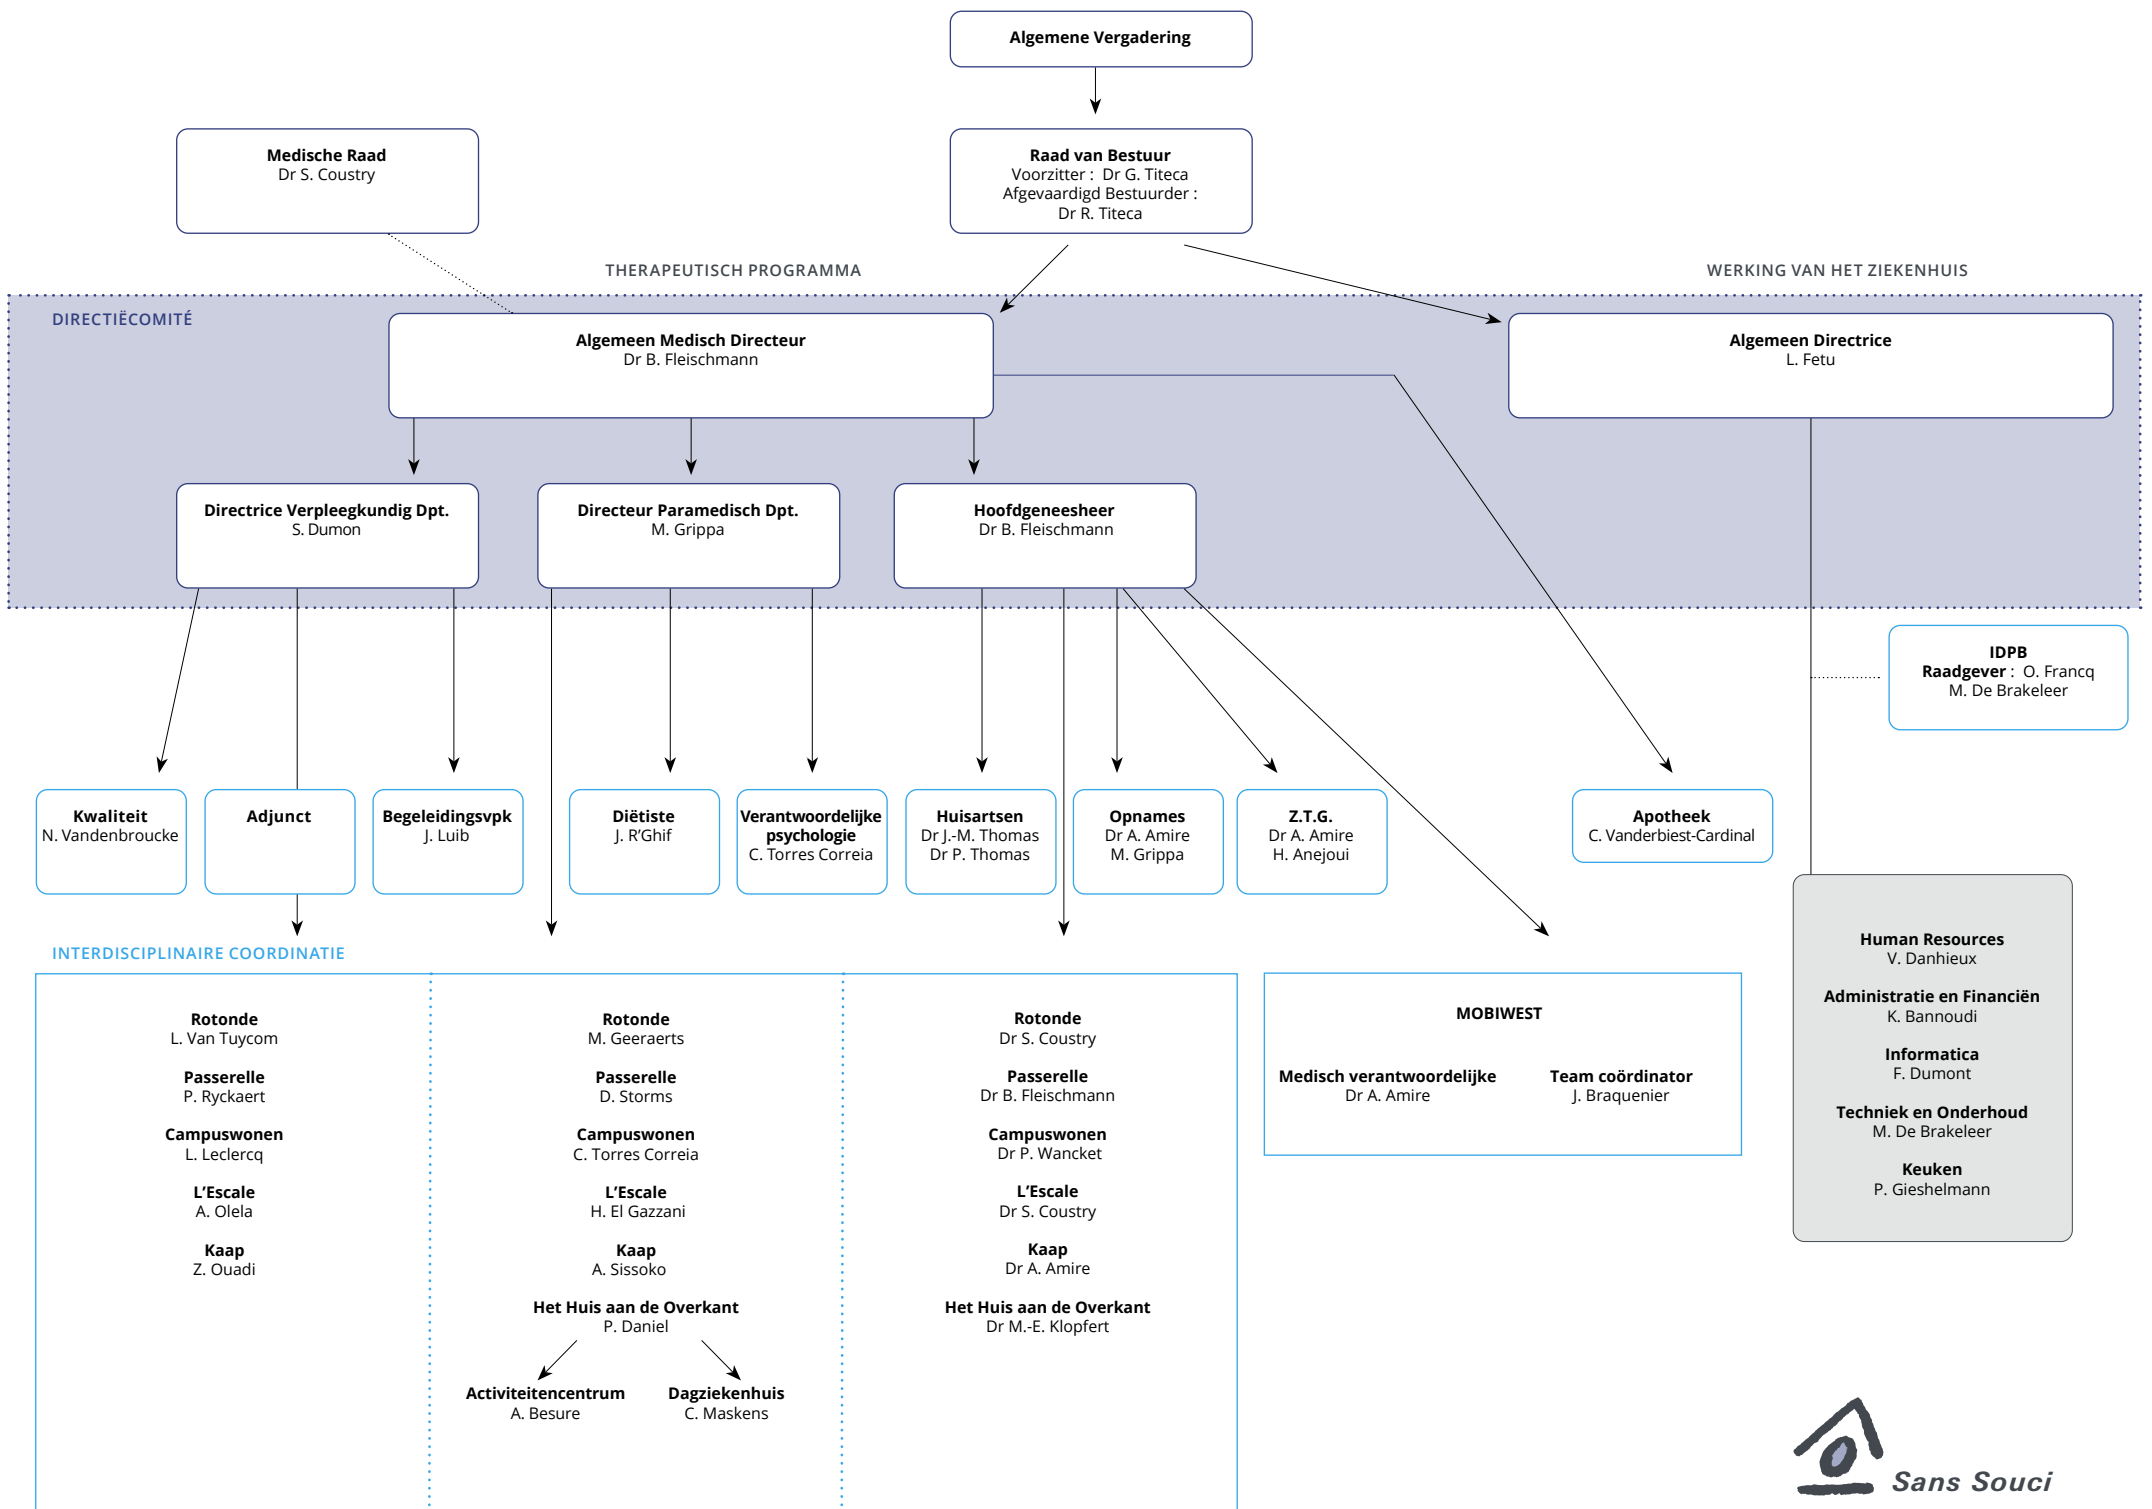 Algemene Vergadering
Medische Raad
Dr S. Coustry
Raad van Bestuur
Voorzitter : Dr G. Titeca
Afgevaardigd Bestuurder :
Dr R. Titeca
THERAPEUTISCH PROGRAMMA
WERKING VAN HET ZIEKENHUIS
DIRECTIËCOMITÉ
Algemeen Medisch Directeur
Dr B. Fleischmann
Algemeen Directrice
L. Fetu
Directrice Verpleegkundig Dpt.
S. Dumon
Directeur Paramedisch Dpt.
M. Grippa
Hoofdgeneesheer
Dr B. Fleischmann
IDPB
Raadgever : O. Francq
M. De Brakeleer
Kwaliteit
N. Vandenbroucke
Adjunct
Begeleidingsvpk
J. Luib
Diëtiste
J. R’Ghif
Verantwoordelijke
psychologie
C. Torres Correia
Huisartsen
Dr J.-M. Thomas
Dr P. Thomas
Opnames
Dr A. Amire
M. Grippa
Z.T.G.
Dr A. Amire
H. Anejoui
Apotheek
C. Vanderbiest-Cardinal
INTERDISCIPLINAIRE COORDINATIE
Rotonde
L. Van Tuycom
Passerelle
P. Ryckaert
Campuswonen
L. Leclercq
L’Escale
A. Olela
Kaap
Z. Ouadi
Rotonde
M. Geeraerts
Passerelle
D. Storms
Campuswonen
C. Torres Correia
L’Escale
H. El Gazzani
Kaap
A. Sissoko
Het Huis aan de Overkant
P. Daniel
Activiteitencentrum
A. Besure
Dagziekenhuis
C. Maskens
Rotonde
Dr S. Coustry
Passerelle
Dr B. Fleischmann
Campuswonen
Dr P. Wancket
L’Escale
Dr S. Coustry
Kaap
Dr A. Amire
Het Huis aan de Overkant
Dr M.-E. Klopfert
MOBIWEST
Medisch verantwoordelijke
Dr A. Amire
Team coördinator
J. Braquenier
Human Resources
V. Danhieux
Administratie en Financiën
K. Bannoudi
Informatica
F. Dumont
Techniek en Onderhoud
M. De Brakeleer
Keuken
P. Gieshelmann
Sans Souci